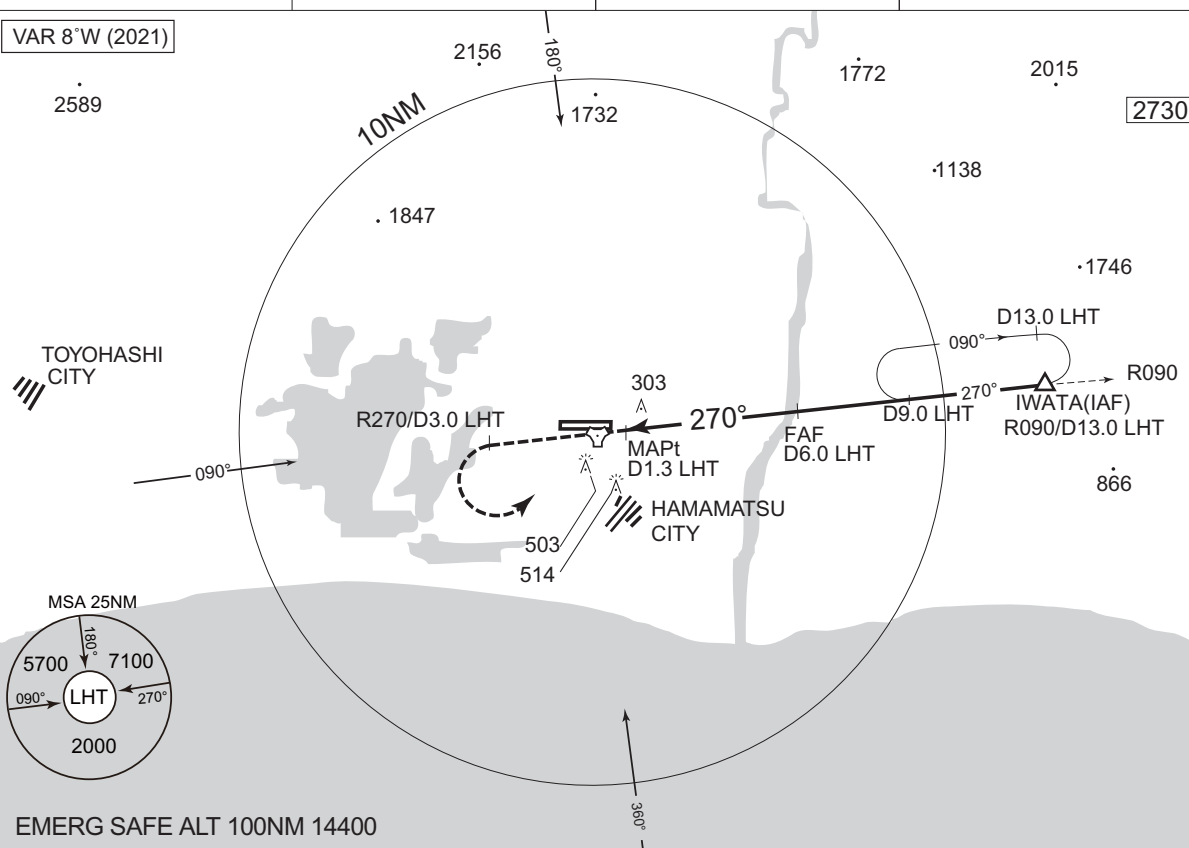 VAR 8°W (2021)
180°
2156
1772
2015
2589
10NM
1732
2730
1138
1847
1746
D13.0 LHT
090°
TOYOHASHI
CITY
303
R090
270°
IWATA(IAF)
R090/D13.0 LHT
D9.0 LHT
270°
R270/D3.0 LHT
FAF
D6.0 LHT
MAPt
D1.3 LHT
090°
866
HAMAMATSU
CITY
503
514
MSA 25NM
180°
5700
7100
090°
LHT
270°
2000
360°
EMERG SAFE ALT 100NM 14400